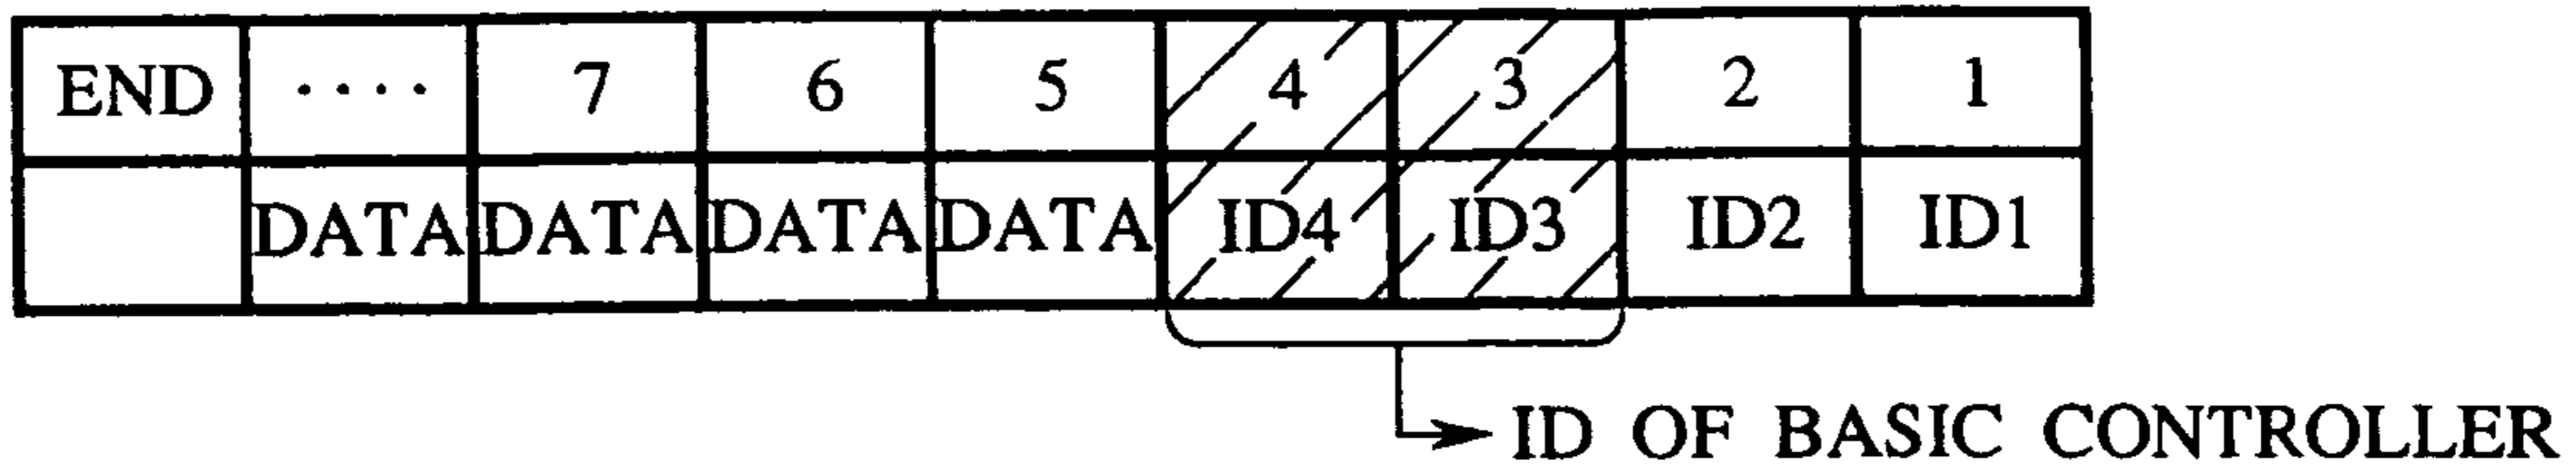 END ···· 7 6 5 4 3 2 1
DATA DATA DATA DATA ID4 ID3 ID2 ID1
ID OF BASIC CONTROLLER